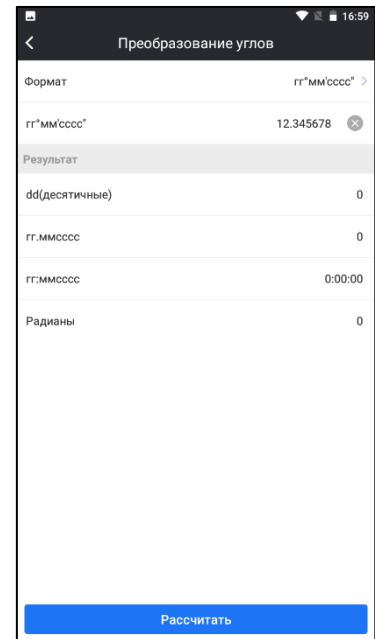 16:59
Преобразование углов
Формат гг°мм'сссс" >
гг°мм'сссс" 12.345678
Результат
dd(десятичные) 0
гг.ммсссс 0
гг:ммсссс 0:00:00
Радианы 0
Рассчитать